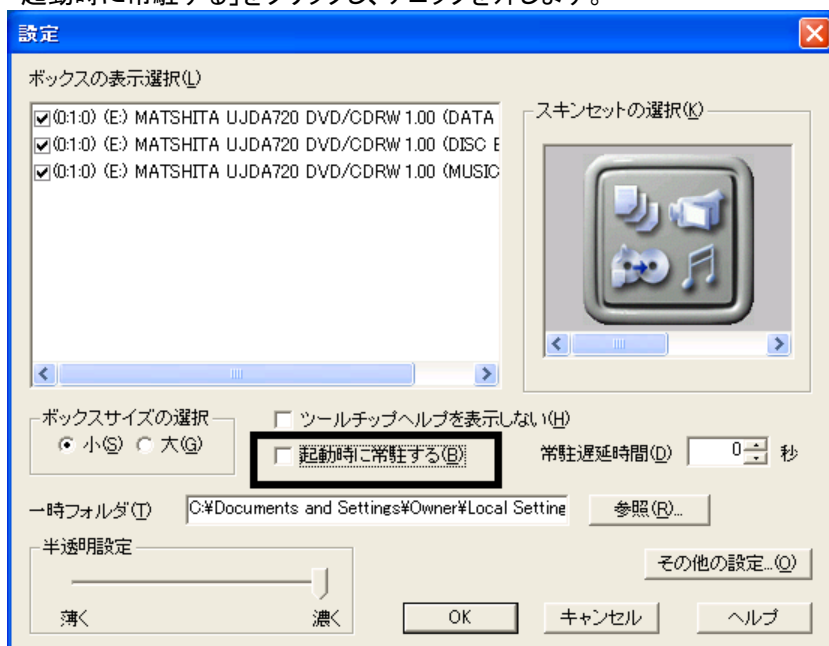 起動時に常駐する」をクリックし、チェックを外します。
設定
ボックスの表示選択(L)
(0:1:0) (E:) MATSHITA UJDA720 DVD/CDRW 1.00 (DATA
(0:1:0) (E:) MATSHITA UJDA720 DVD/CDRW 1.00 (DISC
(0:1:0) (E:) MATSHITA UJDA720 DVD/CDRW 1.00 (MUSIC
スキンセットの選択(K)
ボックスサイズの選択
小(S) 大(G)
ツールチップヘルプを表示しない(H)
起動時に常駐する(B)
常駐遅延時間(D) 0 秒
一時フォルダ(T) C:¥Documents and Settings¥Owner¥Local Setting 参照(R)...
半透明設定
薄く 濃く
その他の設定...(O)
OK キャンセル ヘルプ